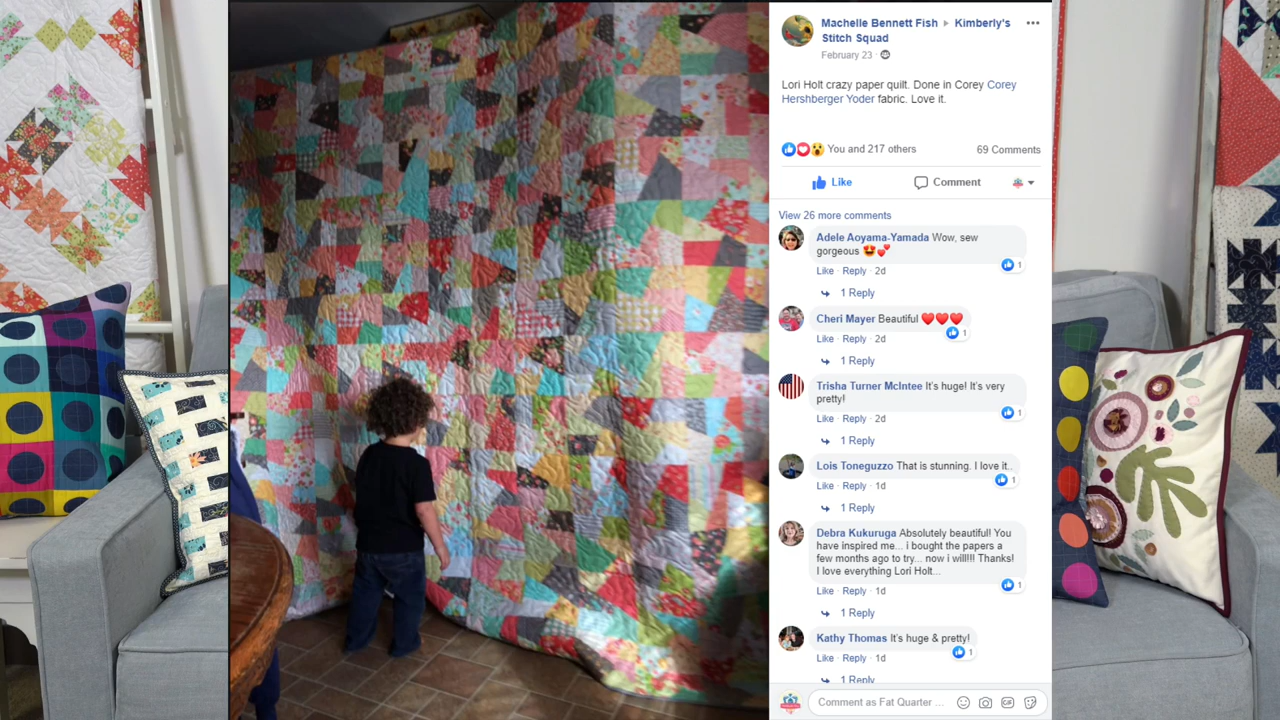 Machelle Bennett Fish ▸ Kimberly's
Stitch Squad
February 23 ·
Lori Holt crazy paper quilt. Done in Corey Corey
Hershberger Yoder fabric. Love it.
You and 217 others 69 Comments
Like Comment
View 26 more comments
Adele Aoyama-Yamada Wow, sew
gorgeous 🤩💕
1
Like · Reply · 2d
1 Reply
Cheri Mayer Beautiful ❤️❤️❤️
1
Like · Reply · 2d
1 Reply
Trisha Turner McIntee It's huge! It's very
pretty!
1
Like · Reply · 2d
1 Reply
Lois Toneguzzo That is stunning. I love it..
1
Like · Reply · 1d
1 Reply
Debra Kukuruga Absolutely beautiful! You
have inspired me... i bought the papers a
few months ago to try... now i will!!! Thanks!
I love everything Lori Holt...
1
Like · Reply · 1d
1 Reply
Kathy Thomas It's huge & pretty!
1
Like · Reply · 1d
1 Reply
Comment as Fat Quarter ...
GIF